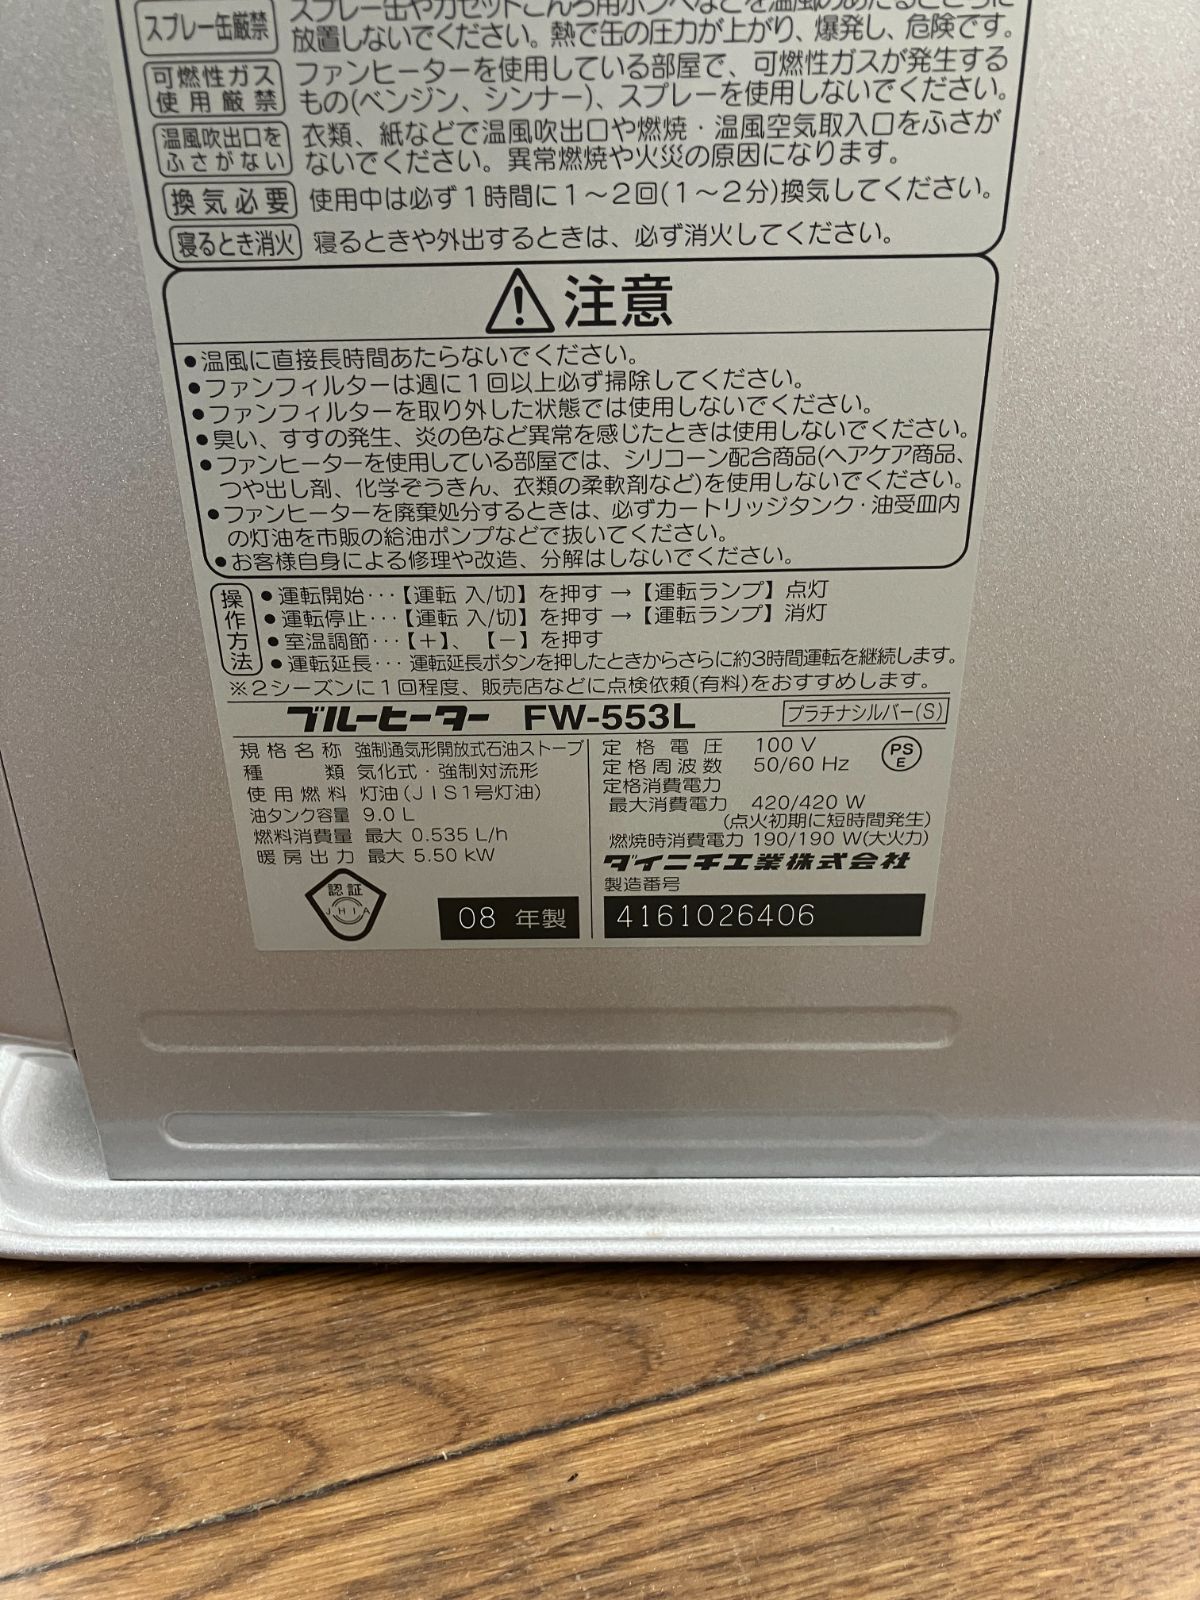 スプレー缶厳禁
スプレー缶やカセットこんろ用ボンベなどを温風のあたるところに
放置しないでください。熱で缶の圧力が上がり、爆発し、危険です。
可燃性ガス
使用厳禁
ファンヒーターを使用している部屋で、可燃性ガスが発生する
もの(ベンジン、シンナー)、スプレーを使用しないでください。
温風吹出口を
ふさがない
衣類、紙などで温風吹出口や燃焼・温風空気取入口をふさが
ないでください。異常燃焼や火災の原因になります。
換気必要
使用中は必ず1時間に1～2回(1～2分)換気してください。
寝るとき消火
寝るときや外出するときは、必ず消火してください。
注意
●温風に直接長時間あたらないでください。
●ファンフィルターは週に1回以上必ず掃除してください。
●ファンフィルターを取り外した状態では使用しないでください。
●臭い、すすの発生、炎の色など異常を感じたときは使用しないでください。
●ファンヒーターを使用している部屋では、シリコーン配合商品(ヘアケア商品、
つや出し剤、化学ぞうきん、衣類の柔軟剤など)を使用しないでください。
●ファンヒーターを廃棄処分するときは、必ずカートリッジタンク・油受皿内
の灯油を市販の給油ポンプなどで抜いてください。
●お客様自身による修理や改造、分解はしないでください。
操作方法
●運転開始･･･【運転 入/切】を押す→【運転ランプ】点灯
●運転停止･･･【運転 入/切】を押す→【運転ランプ】消灯
●室温調節･･･【＋】、【－】を押す
●運転延長･･･運転延長ボタンを押したときからさらに約3時間運転を継続します。
※2シーズンに1回程度、販売店などに点検依頼(有料)をおすすめします。
ブルーヒーター FW-553L プラチナシルバー(S)
規格名称 強制通気形開放式石油ストーブ
種類 気化式・強制対流形
使用燃料 灯油(JIS1号灯油)
油タンク容量 9.0 L
燃料消費量 最大 0.535 L/h
暖房出力 最大 5.50 kW
認証
JHIA
08 年製
定格電圧 100 V
定格周波数 50/60 Hz
PS
E
定格消費電力
最大消費電力 420/420 W
(点火初期に短時間発生)
燃焼時消費電力 190/190 W(大火力)
ダイニチ工業株式会社
製造番号
4161026406